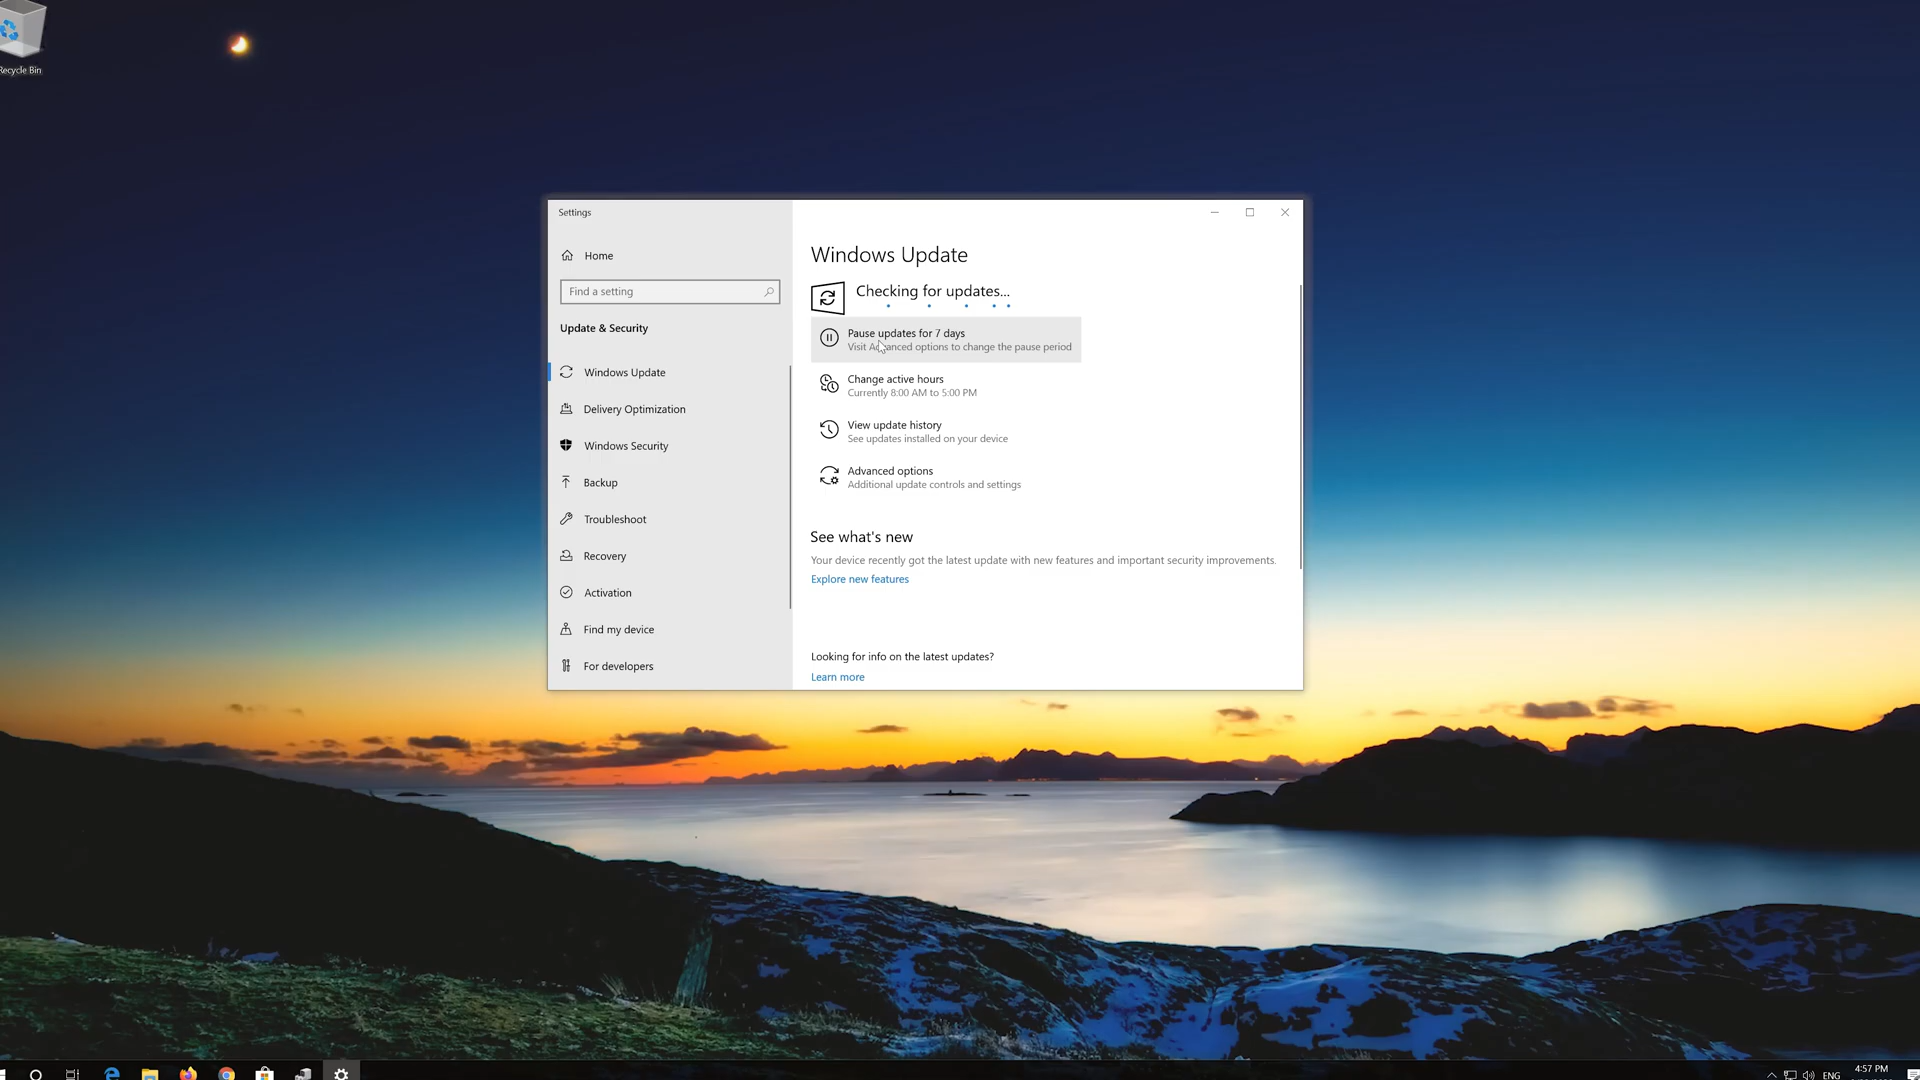 Recycle Bin
Settings
Home
Find a setting
Update & Security
Windows Update
Delivery Optimization
Windows Security
Backup
Troubleshoot
Recovery
Activation
Find my device
For developers
Windows Update
Checking for updates...
Pause updates for 7 days
Visit Advanced options to change the pause period
Change active hours
Currently 8:00 AM to 5:00 PM
View update history
See updates installed on your device
Advanced options
Additional update controls and settings
See what's new
Your device recently got the latest update with new features and important security improvements.
Explore new features
Looking for info on the latest updates?
Learn more
ENG
4:57 PM